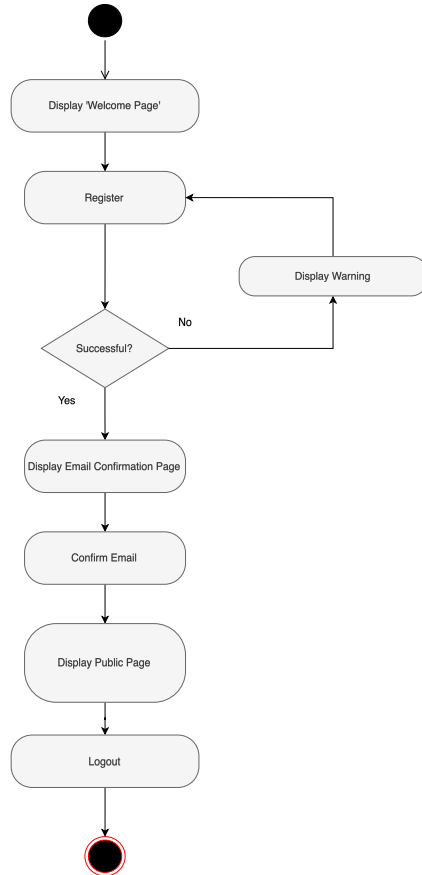 Display 'Welcome Page'
Register
Display Warning
No
Successful?
Yes
Display Email Confirmation Page
Confirm Email
Display Public Page
Logout